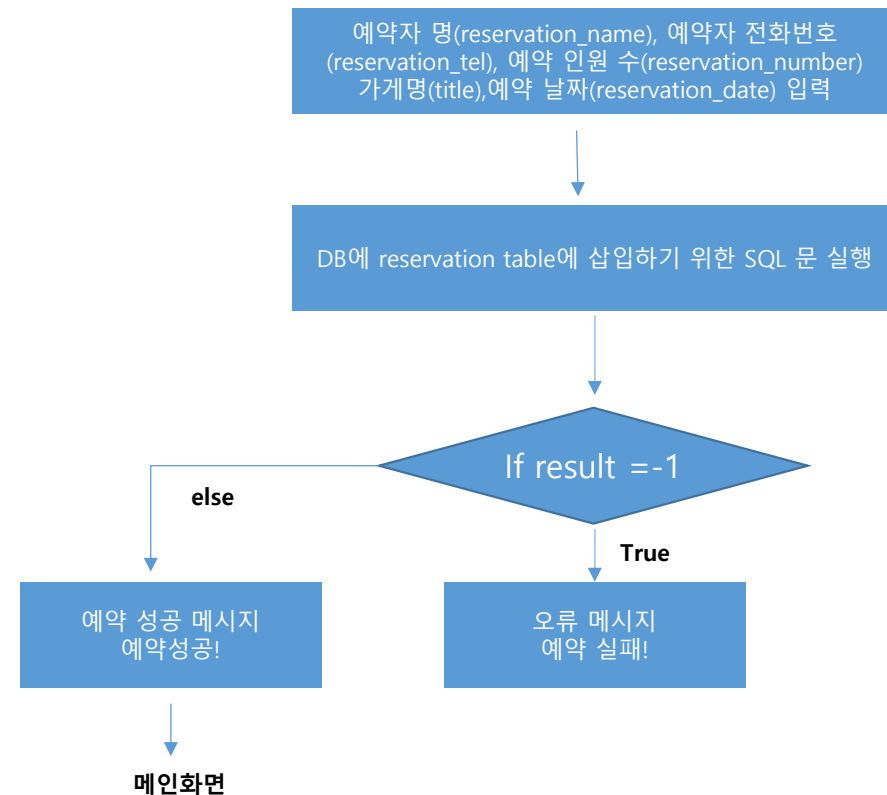 예약자 명(reservation_name), 예약자 전화번호
(reservation_tel), 예약 인원 수(reservation_number)
가게명(title),예약 날짜(reservation_date) 입력
DB에 reservation table에 삽입하기 위한 SQL 문 실행
If result =-1
else
True
예약 성공 메시지
예약성공!
오류 메시지
예약 실패!
메인화면